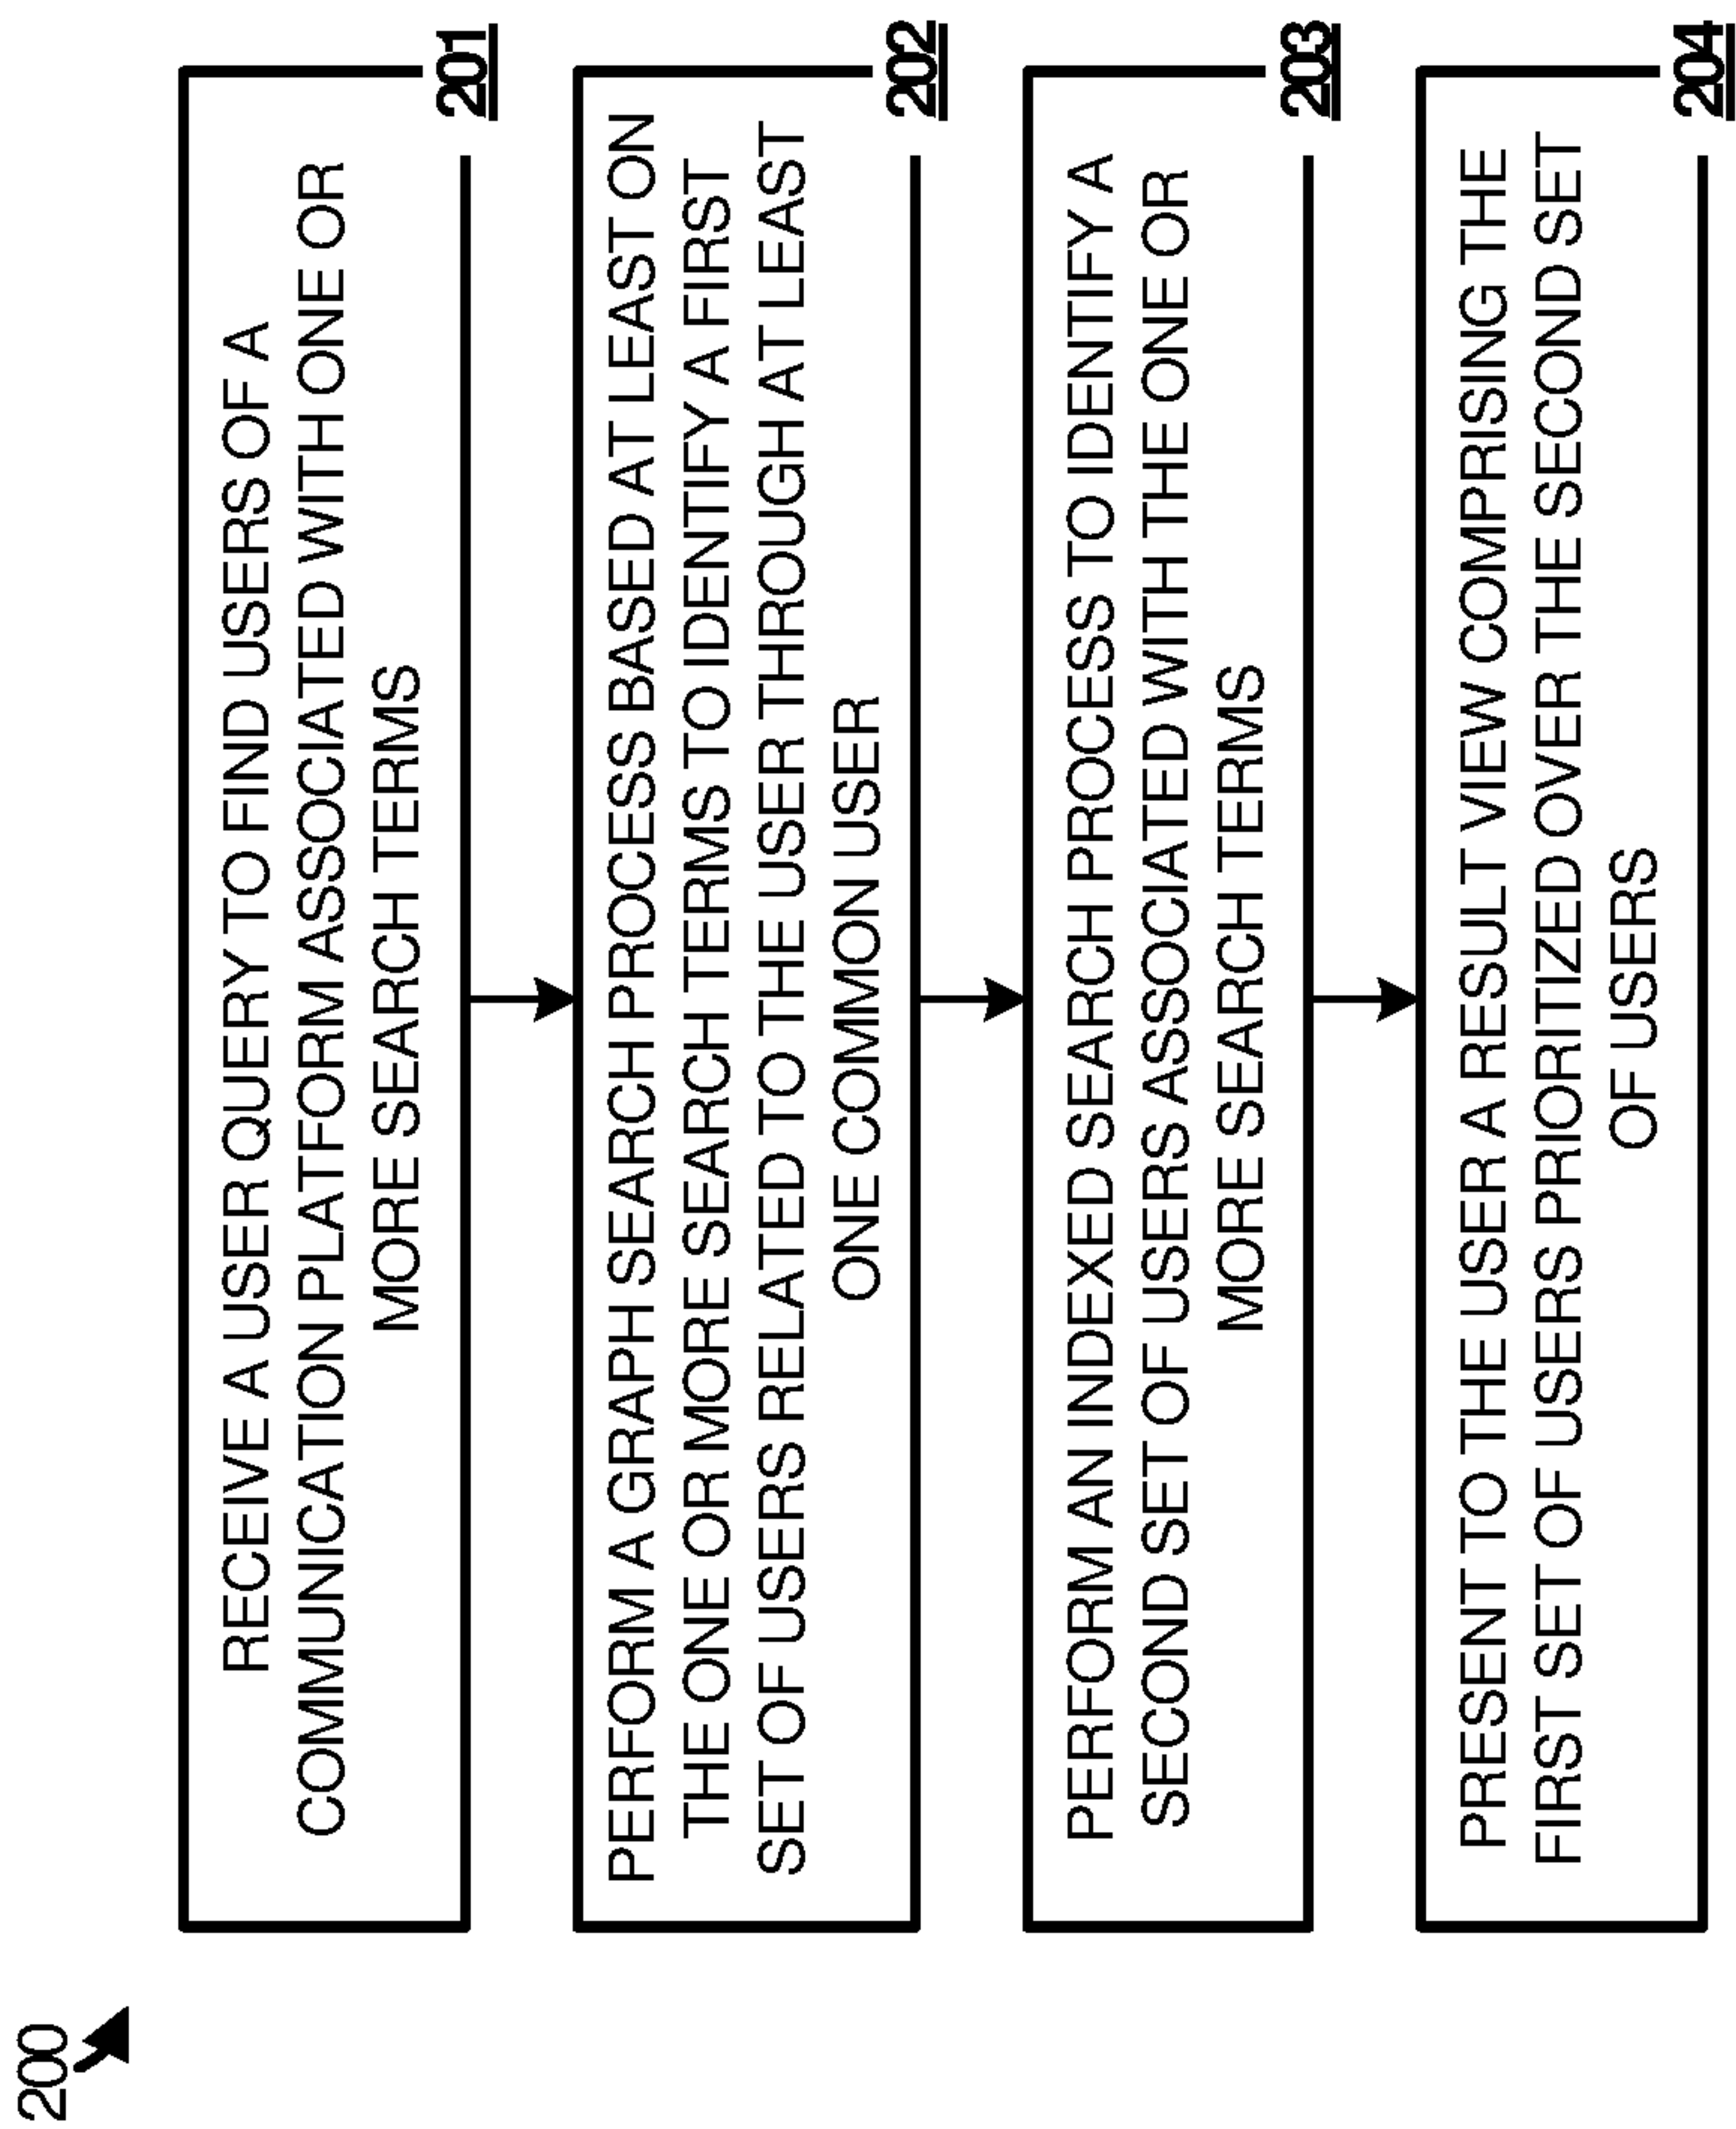 200
RECEIVE A USER QUERY TO FIND USERS OF A
COMMUNICATION PLATFORM ASSOCIATED WITH ONE OR
MORE SEARCH TERMS
201
PERFORM A GRAPH SEARCH PROCESS BASED AT LEAST ON
THE ONE OR MORE SEARCH TERMS TO IDENTIFY A FIRST
SET OF USERS RELATED TO THE USER THROUGH AT LEAST
ONE COMMON USER
202
PERFORM AN INDEXED SEARCH PROCESS TO IDENTIFY A
SECOND SET OF USERS ASSOCIATED WITH THE ONE OR
MORE SEARCH TERMS
203
PRESENT TO THE USER A RESULT VIEW COMPRISING THE
FIRST SET OF USERS PRIORITIZED OVER THE SECOND SET
OF USERS
204